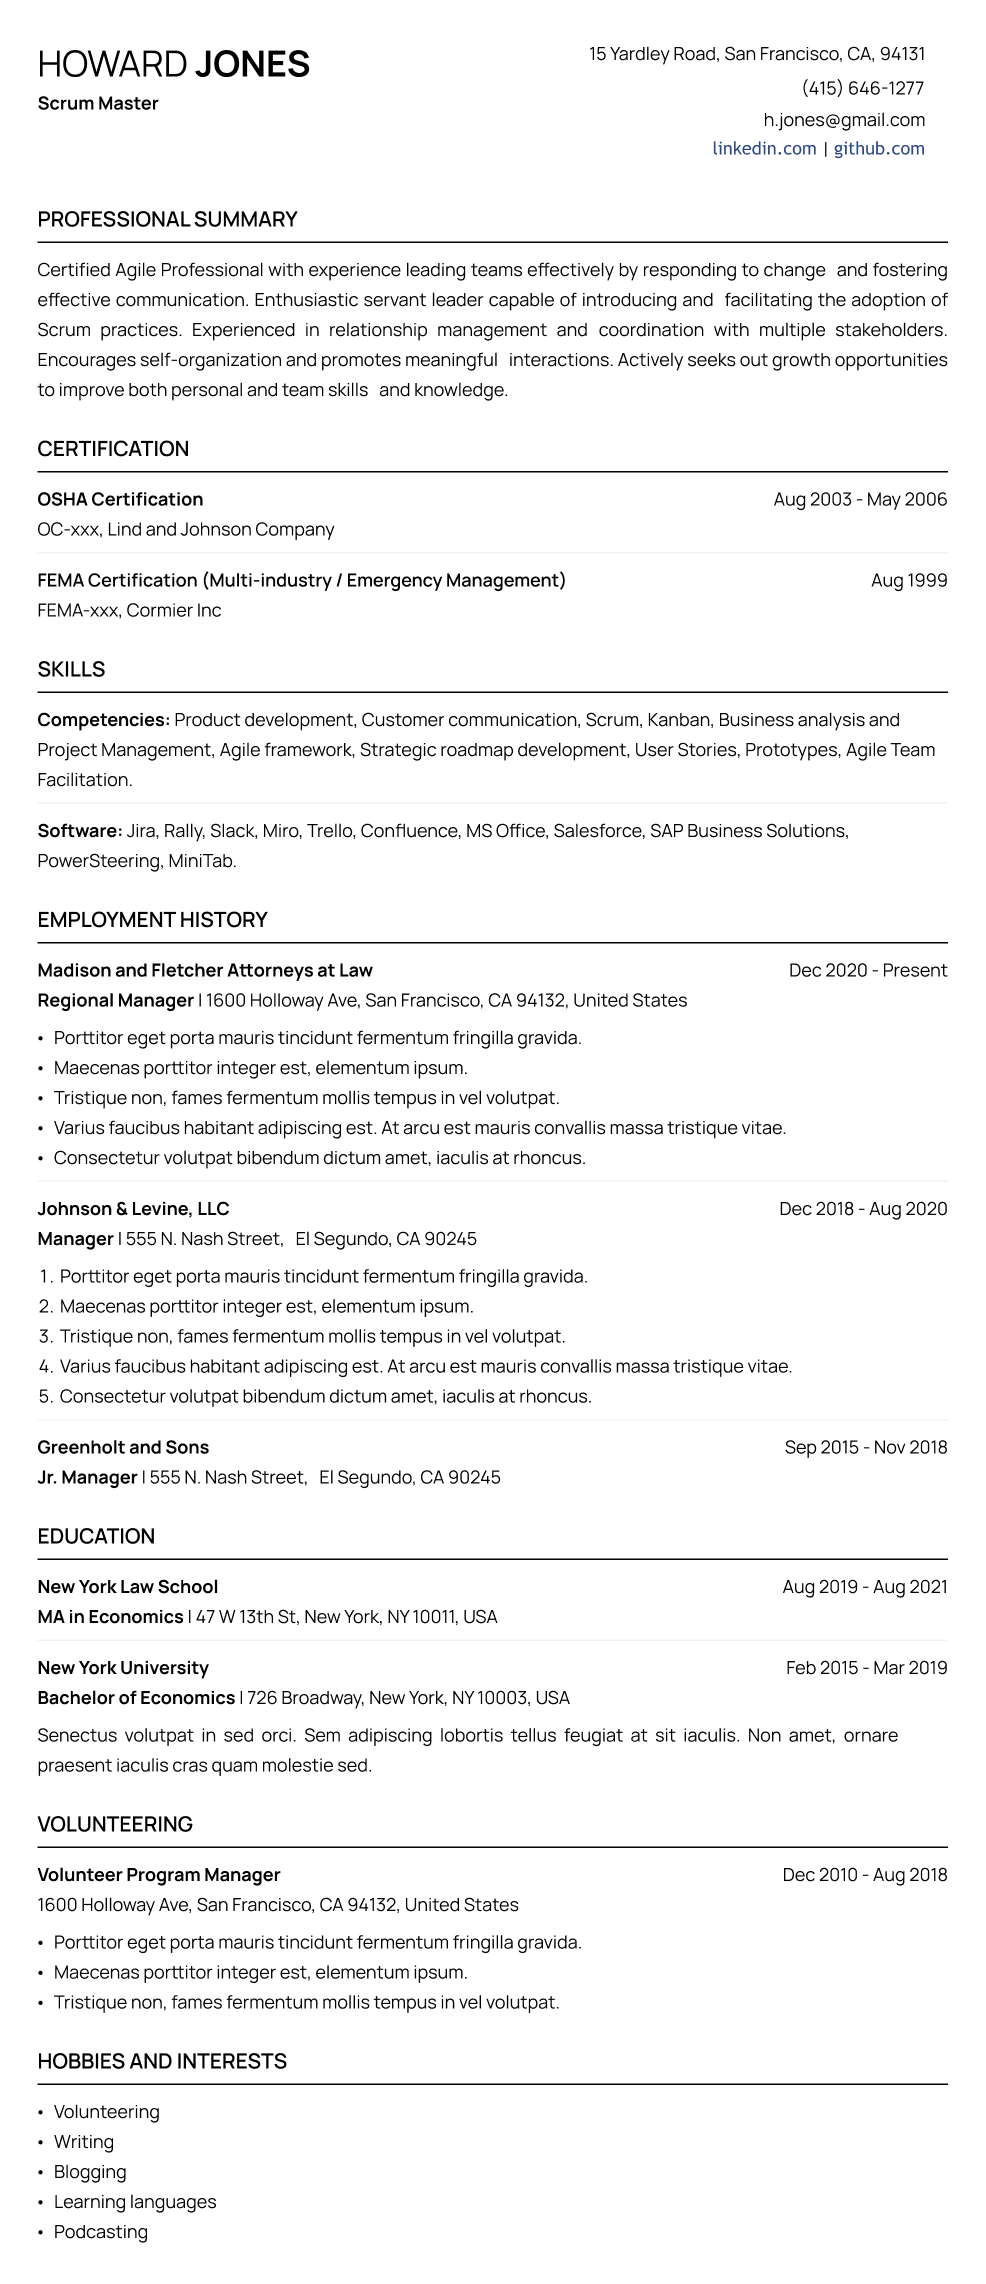 HOWARD JONES
Scrum Master
15 Yardley Road, San Francisco, CA, 94131
(415) 646-1277
h.jones@gmail.com
linkedin.com | github.com
PROFESSIONAL SUMMARY
Certified Agile Professional with experience leading teams effectively by responding to change and fostering
effective communication. Enthusiastic servant leader capable of introducing and facilitating the adoption of
Scrum practices. Experienced in relationship management and coordination with multiple stakeholders.
Encourages self-organization and promotes meaningful interactions. Actively seeks out growth opportunities
to improve both personal and team skills and knowledge.
CERTIFICATION
OSHA Certification Aug 2003 - May 2006
OC-xxx, Lind and Johnson Company
FEMA Certification (Multi-industry / Emergency Management) Aug 1999
FEMA-xxx, Cormier Inc
SKILLS
Competencies: Product development, Customer communication, Scrum, Kanban, Business analysis and
Project Management, Agile framework, Strategic roadmap development, User Stories, Prototypes, Agile Team
Facilitation.
Software: Jira, Rally, Slack, Miro, Trello, Confluence, MS Office, Salesforce, SAP Business Solutions,
PowerSteering, MiniTab.
EMPLOYMENT HISTORY
Madison and Fletcher Attorneys at Law Dec 2020 - Present
Regional Manager | 1600 Holloway Ave, San Francisco, CA 94132, United States
• Porttitor eget porta mauris tincidunt fermentum fringilla gravida.
• Maecenas porttitor integer est, elementum ipsum.
• Tristique non, fames fermentum mollis tempus in vel volutpat.
• Varius faucibus habitant adipiscing est. At arcu est mauris convallis massa tristique vitae.
• Consectetur volutpat bibendum dictum amet, iaculis at rhoncus.
Johnson & Levine, LLC Dec 2018 - Aug 2020
Manager | 555 N. Nash Street, El Segundo, CA 90245
1. Porttitor eget porta mauris tincidunt fermentum fringilla gravida.
2. Maecenas porttitor integer est, elementum ipsum.
3. Tristique non, fames fermentum mollis tempus in vel volutpat.
4. Varius faucibus habitant adipiscing est. At arcu est mauris convallis massa tristique vitae.
5. Consectetur volutpat bibendum dictum amet, iaculis at rhoncus.
Greenholt and Sons Sep 2015 - Nov 2018
Jr. Manager | 555 N. Nash Street, El Segundo, CA 90245
EDUCATION
New York Law School Aug 2019 - Aug 2021
MA in Economics | 47 W 13th St, New York, NY 10011, USA
New York University Feb 2015 - Mar 2019
Bachelor of Economics | 726 Broadway, New York, NY 10003, USA
Senectus volutpat in sed orci. Sem adipiscing lobortis tellus feugiat at sit iaculis. Non amet, ornare
praesent iaculis cras quam molestie sed.
VOLUNTEERING
Volunteer Program Manager Dec 2010 - Aug 2018
1600 Holloway Ave, San Francisco, CA 94132, United States
• Porttitor eget porta mauris tincidunt fermentum fringilla gravida.
• Maecenas porttitor integer est, elementum ipsum.
• Tristique non, fames fermentum mollis tempus in vel volutpat.
HOBBIES AND INTERESTS
• Volunteering
• Writing
• Blogging
• Learning languages
• Podcasting